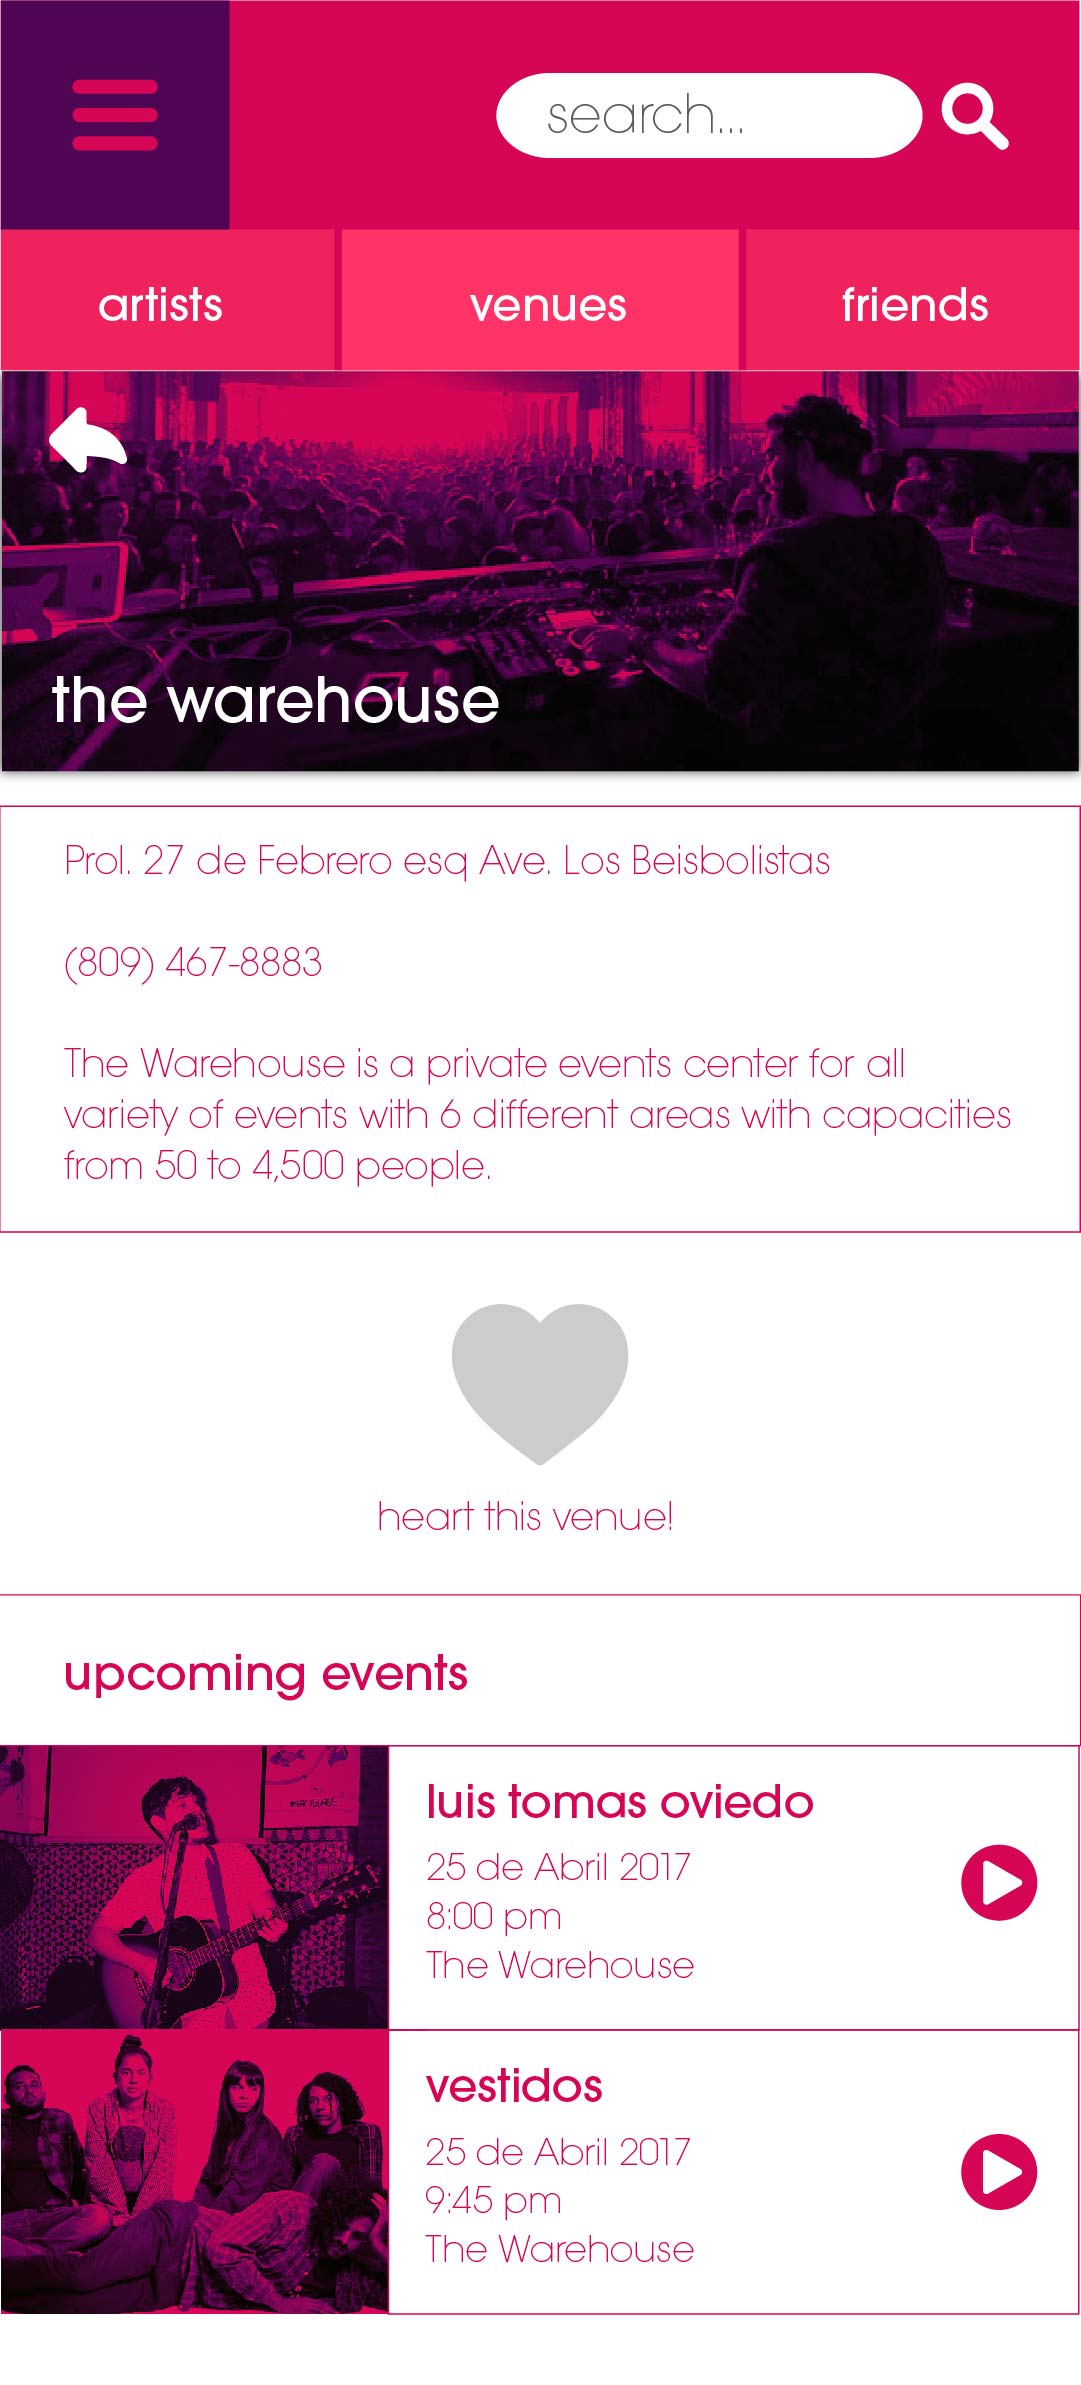 search...
artists
venues
friends
the warehouse
Prol. 27 de Febrero esq Ave. Los Beisbolistas
(809) 467-8883
The Warehouse is a private events center for all
variety of events with 6 different areas with capacities
from 50 to 4,500 people.
heart this venue!
upcoming events
luis tomas oviedo
25 de Abril 2017
8:00 pm
The Warehouse
vestidos
25 de Abril 2017
9:45 pm
The Warehouse